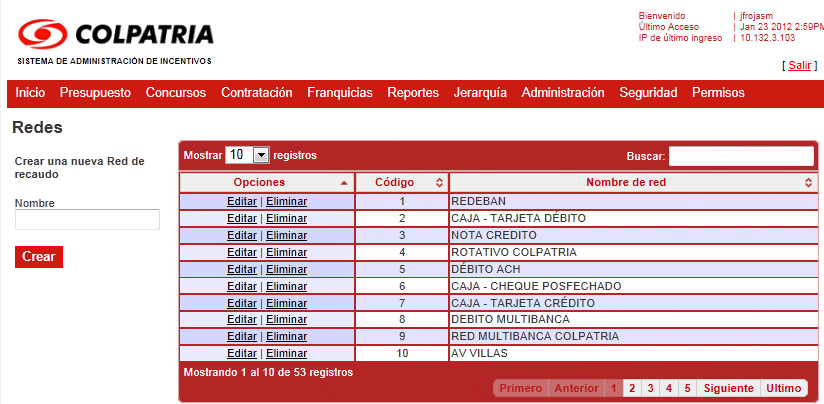 COLPATRIA
SISTEMA DE ADMINISTRACIÓN DE INCENTIVOS
Bienvenido | jfrojasm
Último Acceso | Jan 23 2012 2:59PM
IP de último ingreso | 10.132.3.103
[ Salir ]
Inicio Presupuesto Concursos Contratación Franquicias Reportes Jerarquía Administración Seguridad Permisos
Redes
Crear una nueva Red de
recaudo
Nombre
Crear
Mostrar 10 registros Buscar:
Opciones Código Nombre de red
Editar | Eliminar 1 REDEBAN
Editar | Eliminar 2 CAJA - TARJETA DÉBITO
Editar | Eliminar 3 NOTA CREDITO
Editar | Eliminar 4 ROTATIVO COLPATRIA
Editar | Eliminar 5 DÉBITO ACH
Editar | Eliminar 6 CAJA - CHEQUE POSFECHADO
Editar | Eliminar 7 CAJA - TARJETA CRÉDITO
Editar | Eliminar 8 DEBITO MULTIBANCA
Editar | Eliminar 9 RED MULTIBANCA COLPATRIA
Editar | Eliminar 10 AV VILLAS
Mostrando 1 al 10 de 53 registros
Primero Anterior 1 2 3 4 5 Siguiente Ultimo